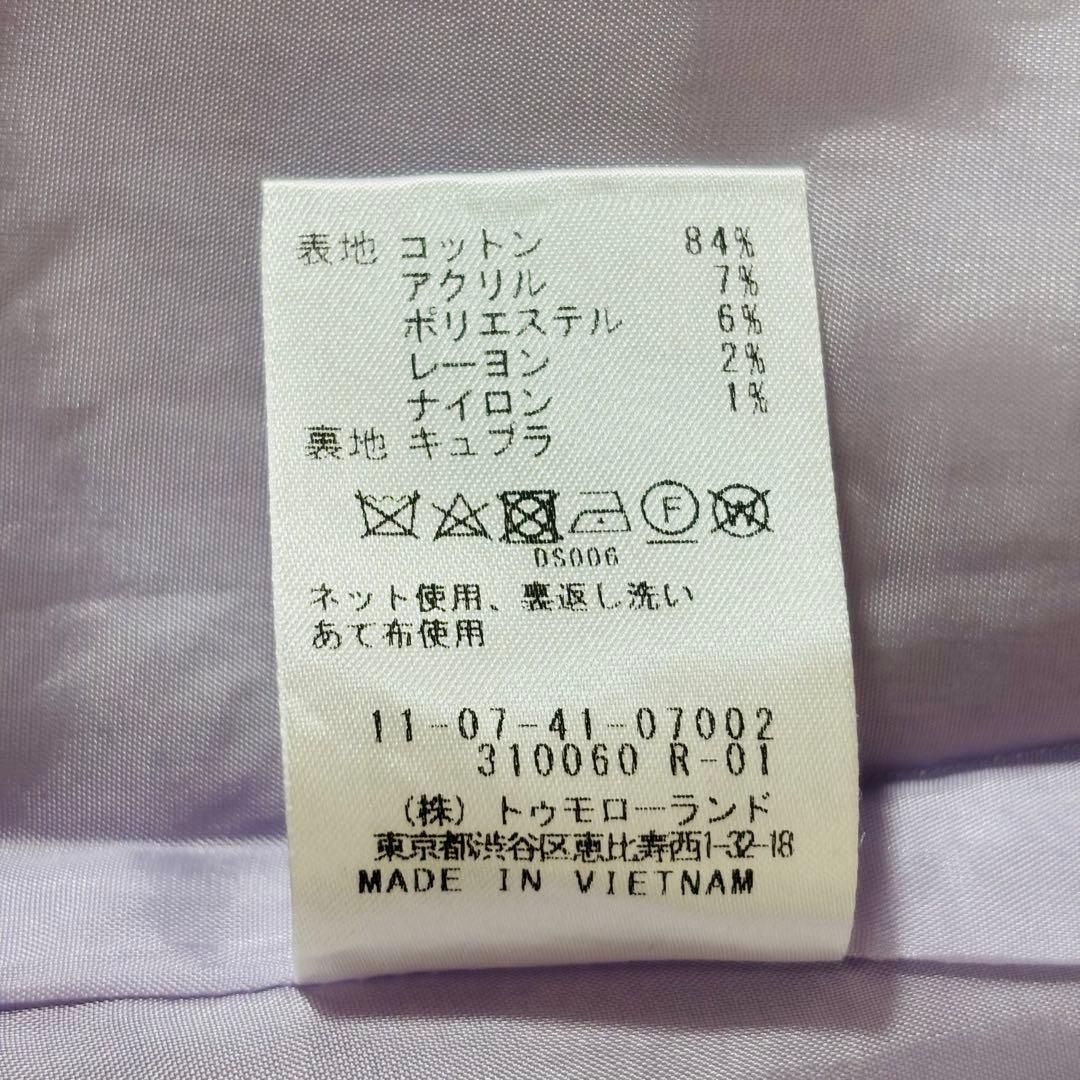 表地 コットン 84%
アクリル 7%
ポリエステル 6%
レーヨン 2%
ナイロン 1%
裏地 キュプラ
F W
DS006
ネット使用、裏返し洗い
あて布使用
11-07-41-07002
310060 R-01
(株) トゥモローランド
東京都渋谷区恵比寿西1-32-18
MADE IN VIETNAM